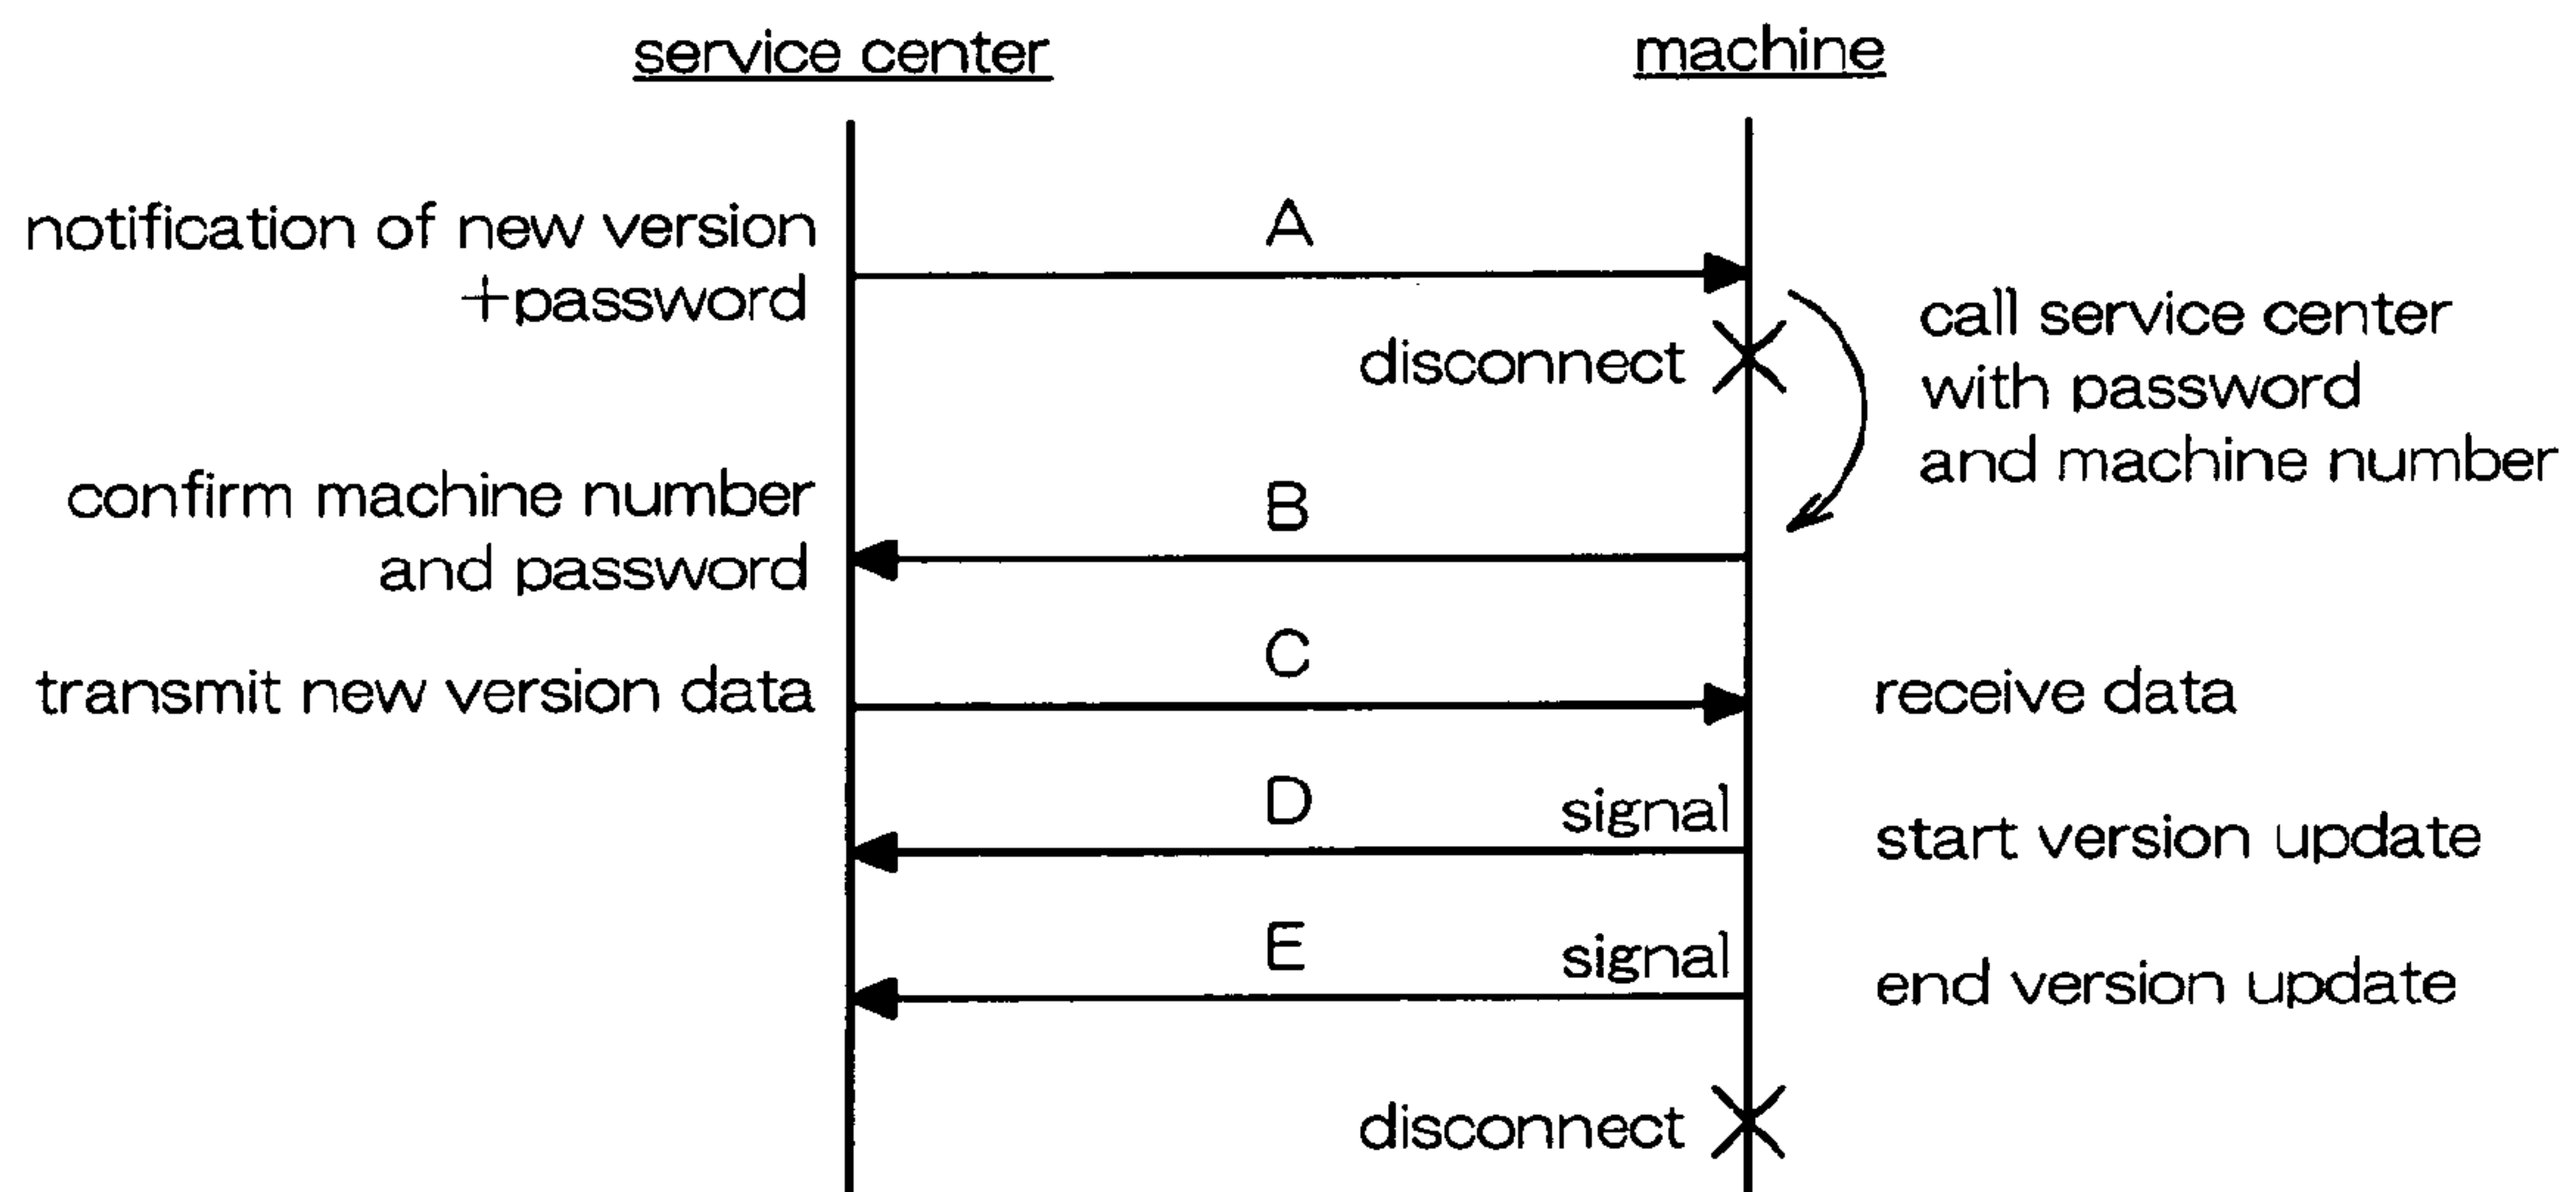 service center
machine
notification of new version
+password
A
disconnect
call service center
with password
and machine number
confirm machine number
and password
B
transmit new version data
C
receive data
D
signal
start version update
E
signal
end version update
disconnect